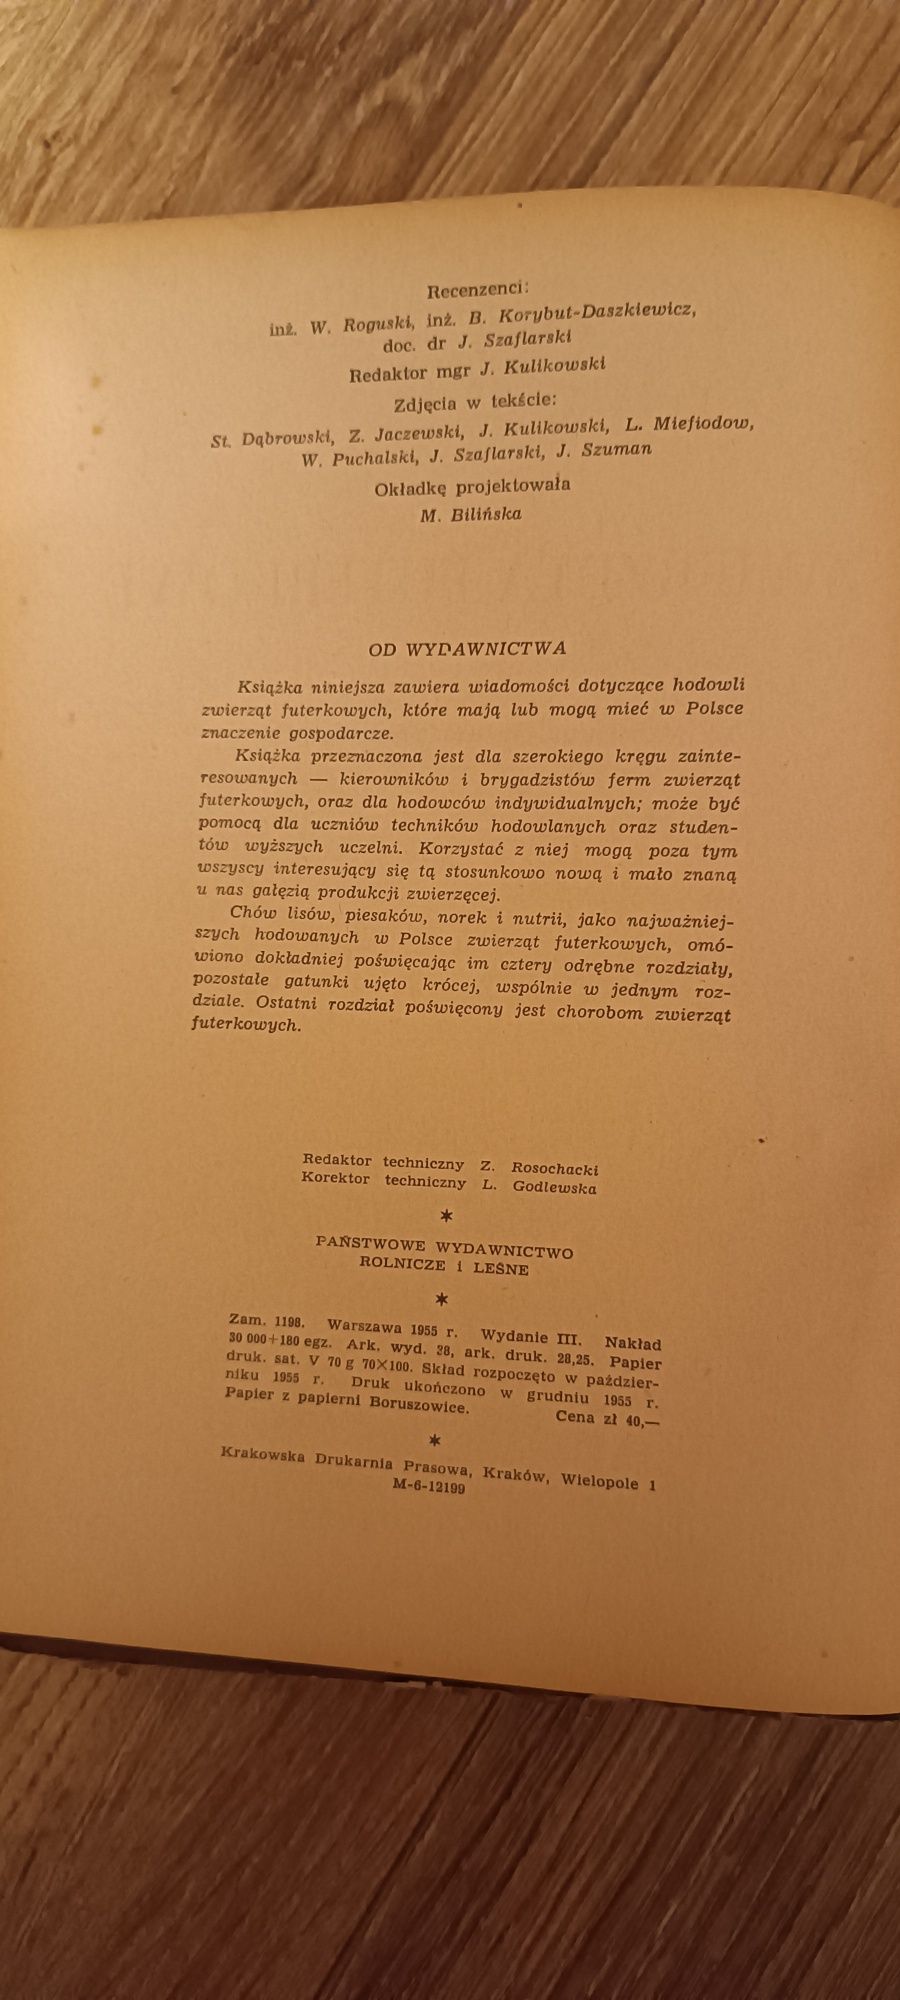 Recenzenci:
inż. W. Roguski, inż. B. Korybut-Daszkiewicz,
doc. dr J. Szaflarski
Redaktor mgr J. Kulikowski
Zdjęcia w tekście:
St. Dąbrowski, Z. Jaczewski, J. Kulikowski, L. Miefiodow,
W. Puchalski, J. Szaflarski, J. Szuman
Okładkę projektowała
M. Bilińska
OD WYDAWNICTWA
Książka niniejsza zawiera wiadomości dotyczące hodowli
zwierząt futerkowych, które mają lub mogą mieć w Polsce
znaczenie gospodarcze.
Książka przeznaczona jest dla szerokiego kręgu zainte-
resowanych — kierowników i brygadzistów ferm zwierząt
futerkowych, oraz dla hodowców indywidualnych; może być
pomocą dla uczniów techników hodowlanych oraz studen-
tów wyższych uczelni. Korzystać z niej mogą poza tym
wszyscy interesujący się tą stosunkowo nową i mało znaną
u nas gałęzią produkcji zwierzęcej.
Chów lisów, piesaków, norek i nutrii, jako najważniej-
szych hodowanych w Polsce zwierząt futerkowych, omó-
wiono dokładniej poświęcając im cztery odrębne rozdziały,
pozostałe gatunki ujęto krócej, wspólnie w jednym roz-
dziale. Ostatni rozdział poświęcony jest chorobom zwierząt
futerkowych.
Redaktor techniczny Z. Rosochacki
Korektor techniczny L. Godlewska
PAŃSTWOWE WYDAWNICTWO
ROLNICZE i LEŚNE
Zam. 1198. Warszawa 1955 r. Wydanie III. Nakład
30 000+180 egz. Ark. wyd. 38, ark. druk. 28,25. Papier
druk. sat. V 70 g 70×100. Skład rozpoczęto w paździer-
niku 1955 r. Druk ukończono w grudniu 1955 r.
Papier z papierni Boruszowice. Cena zł 40,—
Krakowska Drukarnia Prasowa, Kraków, Wielopole 1
M-6-12199